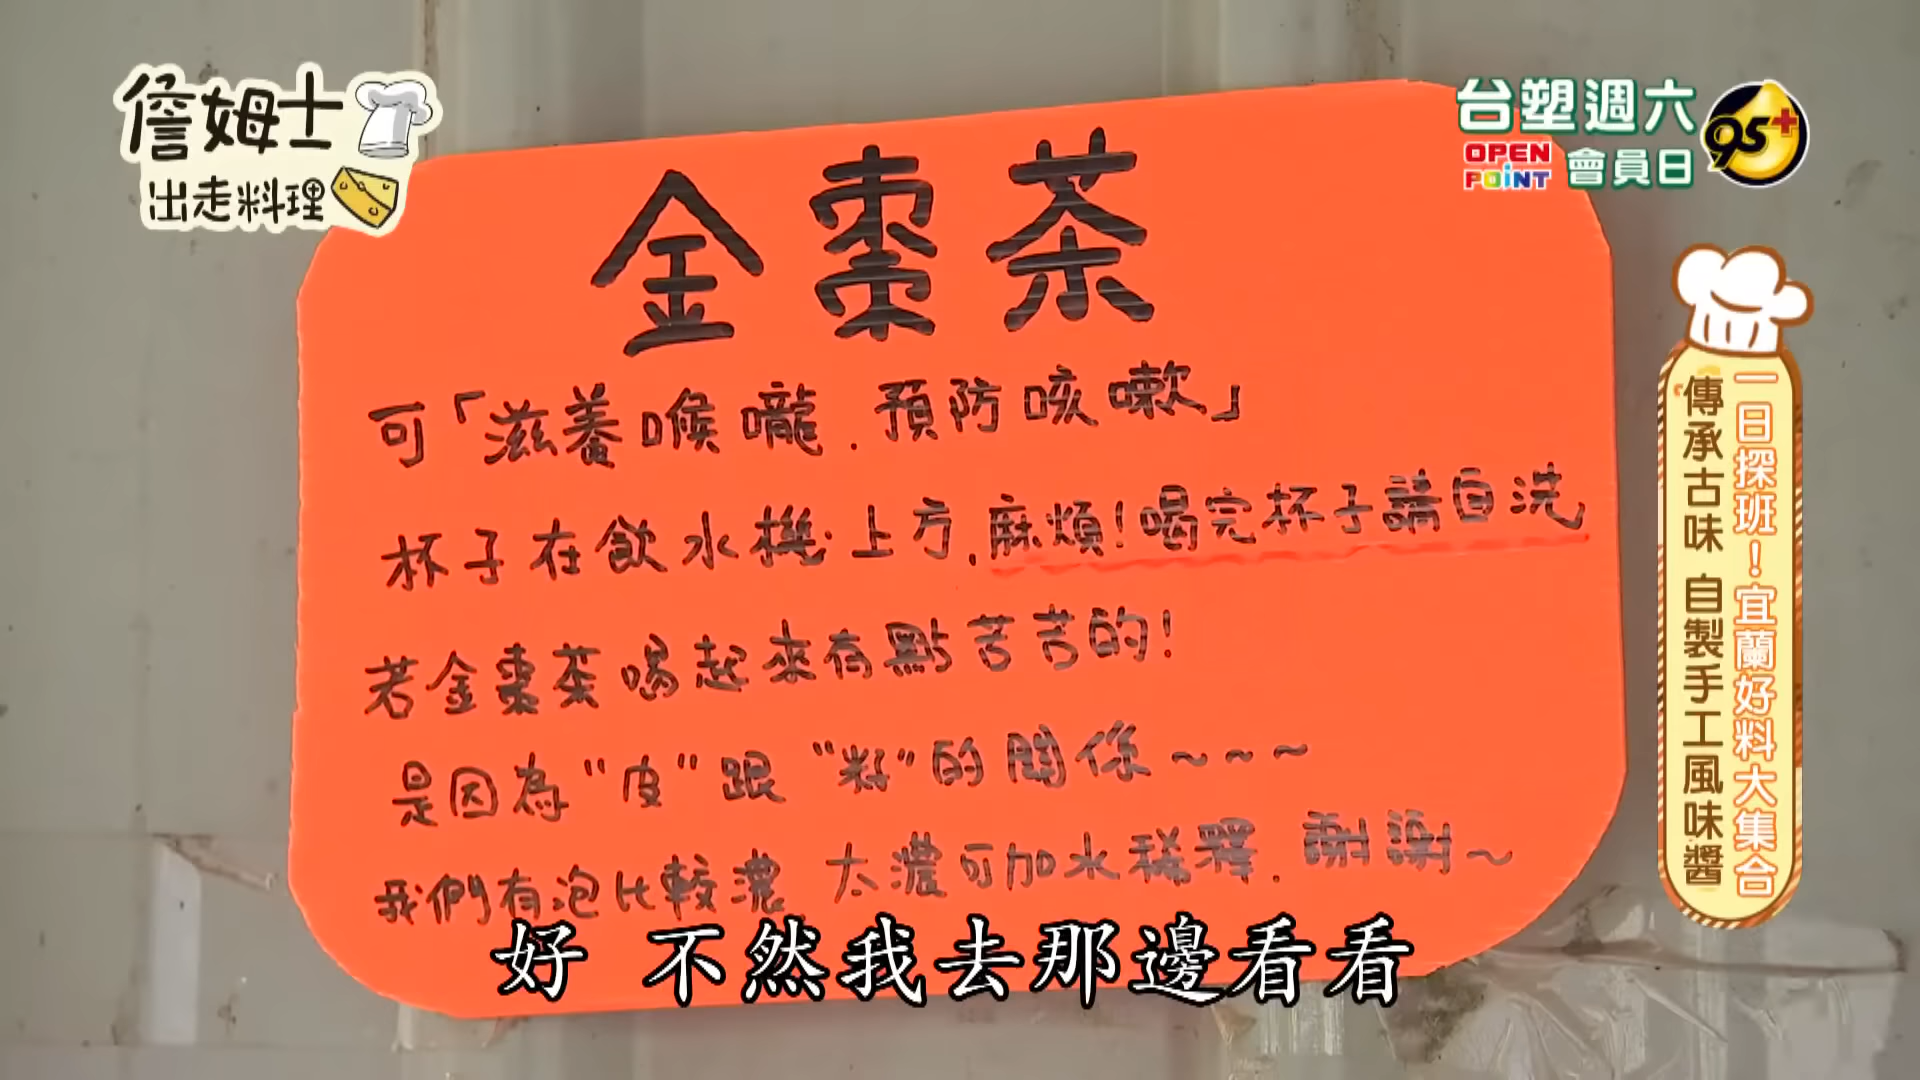 詹姆士
出走料理
台塑週六
OPEN POINT 會員日
95+
一日探班！宜蘭好料大集合
傳承古味 自製手工風味醬
金棗茶
可「滋養喉嚨．預防咳嗽」
杯子在飲水機上方，麻煩！喝完杯子請自洗
若金棗茶喝起來有點苦苦的！
是因為"皮"跟"籽"的関係~~~
我們有泡比較濃，太濃可加水稀釋．謝謝~
好 不然我去那邊看看